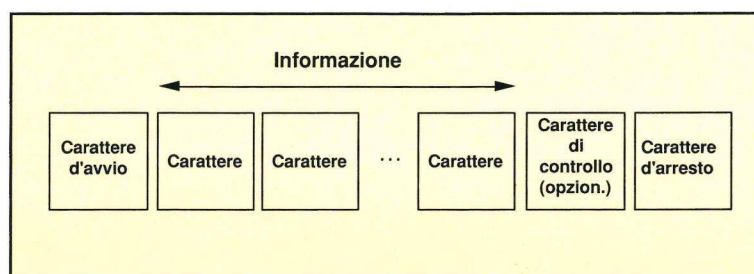 Informazione
Carattere
d'avvio
Carattere
Carattere
...
Carattere
Carattere
di
controllo
(opzion.)
Carattere
d'arresto